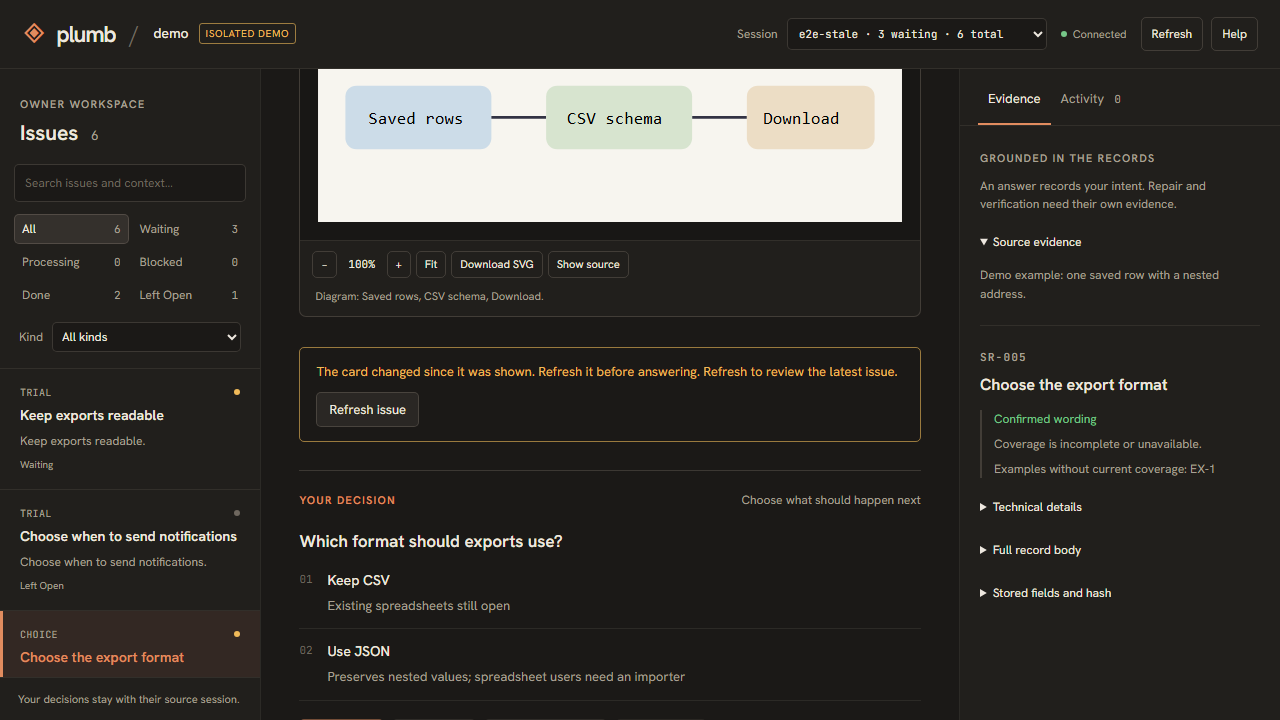 plumb / demo ISOLATED DEMO
Session e2e-stale · 3 waiting · 6 total Connected Refresh Help
OWNER WORKSPACE
Issues 6
Search issues and context...
All 6 Waiting 3
Processing 0 Blocked 0
Done 2 Left Open 1
Kind All kinds
TRIAL
Keep exports readable
Keep exports readable.
Waiting
TRIAL
Choose when to send notifications
Choose when to send notifications.
Left Open
CHOICE
Choose the export format
Your decisions stay with their source session.
Saved rows CSV schema Download
− 100% + Fit Download SVG Show source
Diagram: Saved rows, CSV schema, Download.
The card changed since it was shown. Refresh it before answering. Refresh to review the latest issue.
Refresh issue
YOUR DECISION Choose what should happen next
Which format should exports use?
01 Keep CSV
Existing spreadsheets still open
02 Use JSON
Preserves nested values; spreadsheet users need an importer
Evidence Activity 0
GROUNDED IN THE RECORDS
An answer records your intent. Repair and
verification need their own evidence.
Source evidence
Demo example: one saved row with a nested
address.
SR-005
Choose the export format
Confirmed wording
Coverage is incomplete or unavailable.
Examples without current coverage: EX-1
Technical details
Full record body
Stored fields and hash